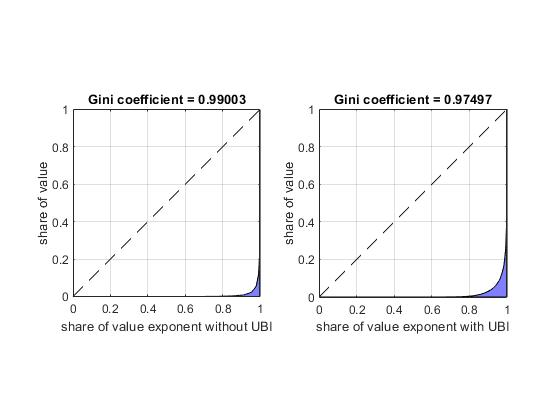 Gini coefficient = 0.99003
1
0.8
0.6
0.4
0.2
0
share of value
0 0.2 0.4 0.6 0.8 1
share of value exponent without UBI
Gini coefficient = 0.97497
1
0.8
0.6
0.4
0.2
0
share of value
0 0.2 0.4 0.6 0.8 1
share of value exponent with UBI